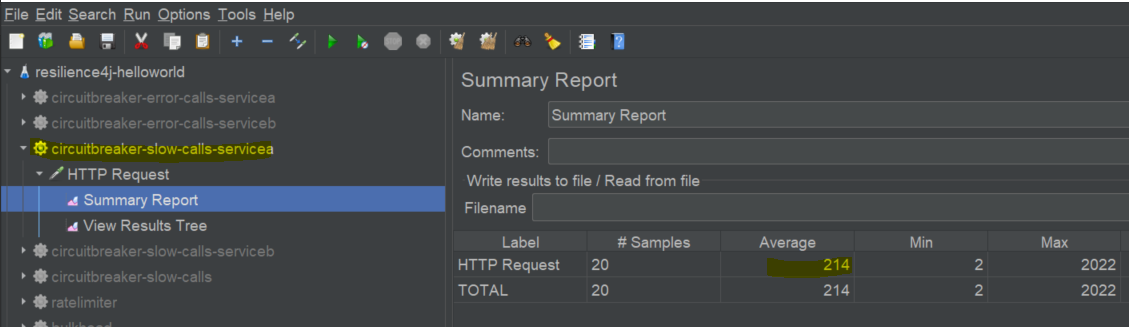 File Edit Search Run Options Tools Help
resilience4j-helloworld
circuitbreaker-error-calls-servicea
circuitbreaker-error-calls-serviceb
circuitbreaker-slow-calls-servicea
HTTP Request
Summary Report
View Results Tree
circuitbreaker-slow-calls-serviceb
circuitbreaker-slow-calls
ratelimiter
bulkhead
Summary Report
Name: Summary Report
Comments:
Write results to file / Read from file
Filename
Label # Samples Average Min Max
HTTP Request 20 214 2 2022
TOTAL 20 214 2 2022